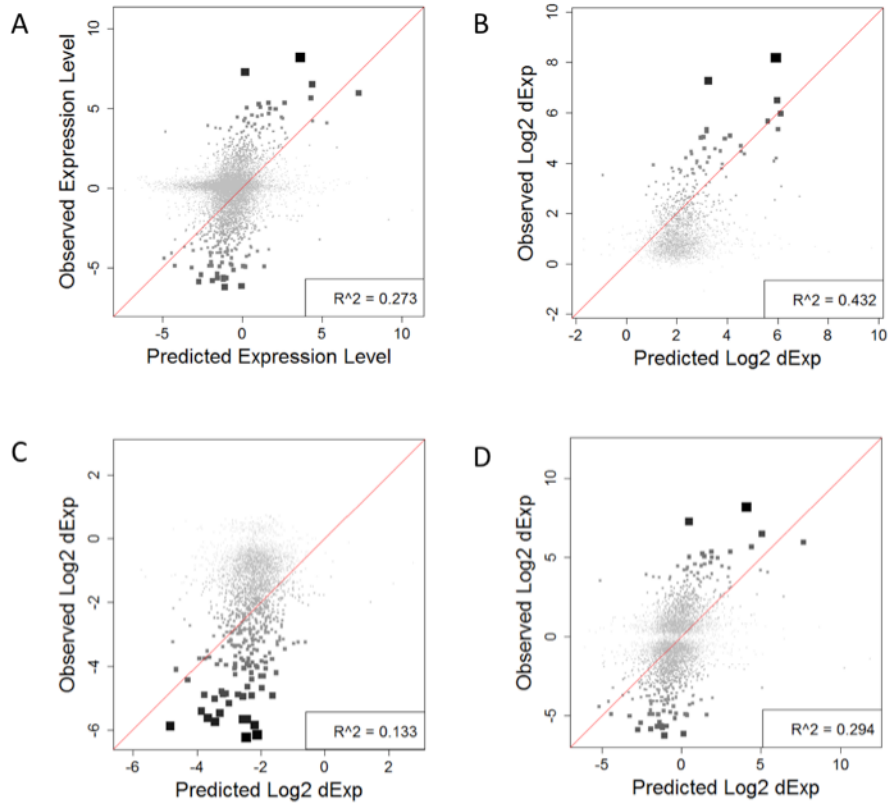 A
Observed Expression Level
10
5
0
-5
-5
0
5
10
R^2 = 0.273
Predicted Expression Level
B
Observed Log2 dExp
10
8
6
4
2
0
-2
-2
0
2
4
6
8
10
R^2 = 0.432
Predicted Log2 dExp
C
Observed Log2 dExp
2
0
-2
-4
-6
-6
-4
-2
0
2
R^2 = 0.133
Predicted Log2 dExp
D
Observed Log2 dExp
10
5
0
-5
-5
0
5
10
R^2 = 0.294
Predicted Log2 dExp